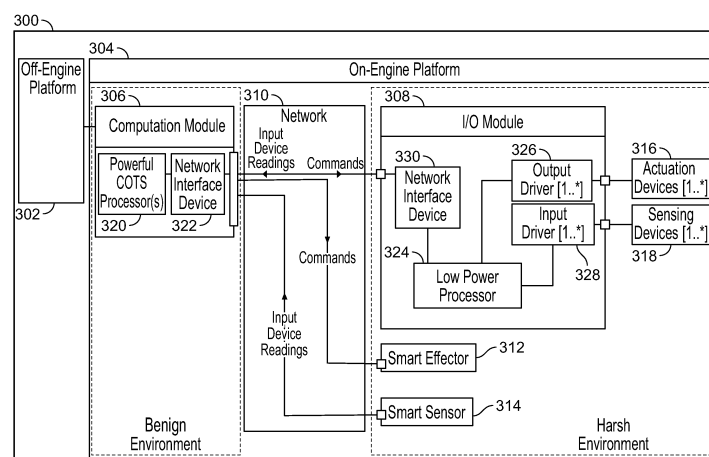 300
304
Off-Engine
Platform
302
On-Engine Platform
306
Computation Module
Powerful
COTS
Processor(s)
320
Network
Interface
Device
322
310
Network
Input
Device
Readings
Commands
Commands
Input
Device
Readings
308
I/O Module
330
Network
Interface
Device
326
Output
Driver [1..*]
Input
Driver [1..*]
328
324
Low Power
Processor
316
Actuation
Devices [1..*]
Sensing
Devices [1..*]
318
Smart Effector
312
Smart Sensor
314
Benign
Environment
Harsh
Environment